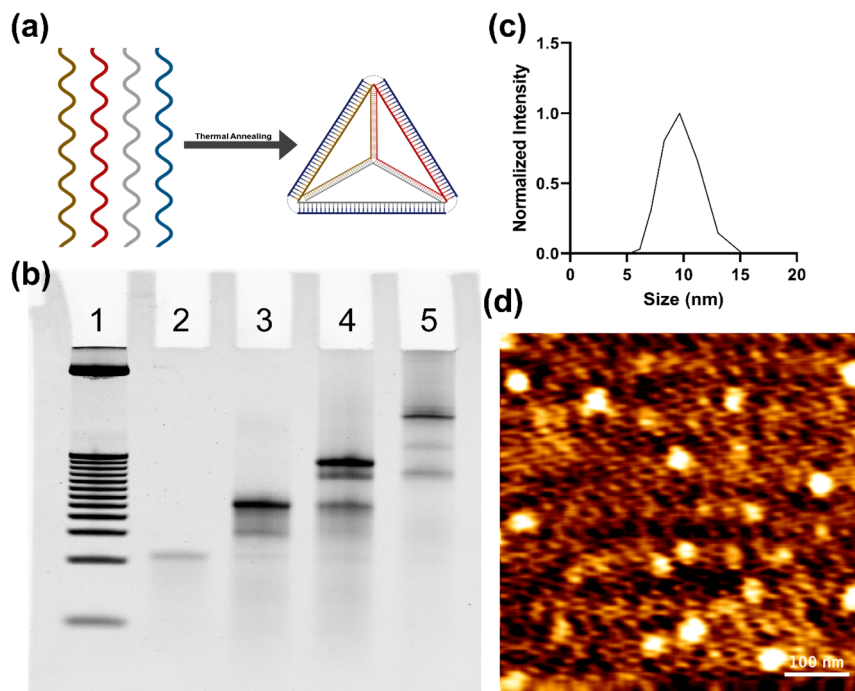 (a)
Thermal Annealing
(b)
1 2 3 4 5
(c)
1.5
1.0
0.5
0.0
Normalized Intensity
0 5 10 15 20
Size (nm)
(d)
100 nm